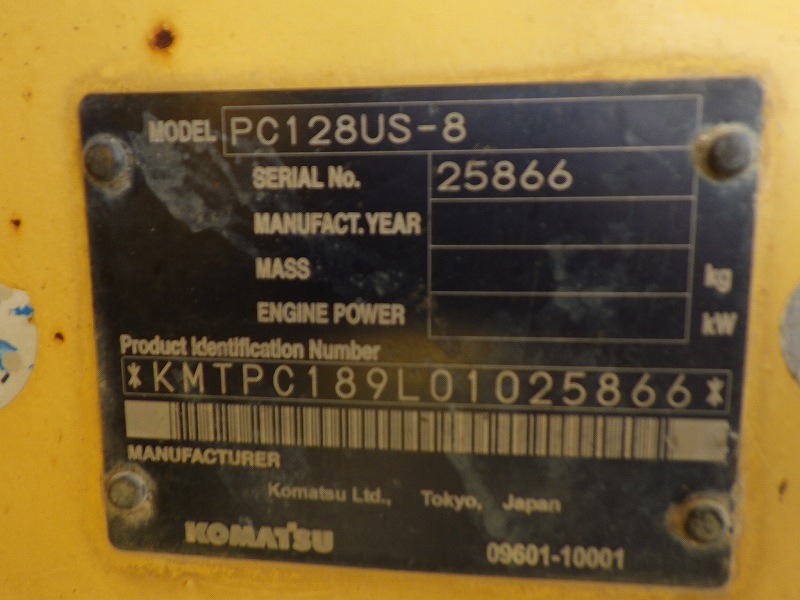 MODEL PC128US-8
SERIAL No. 25866
MANUFACT. YEAR
MASS kg
ENGINE POWER kW
Product Identification Number
*KMTPC189L01025866*
MANUFACTURER
Komatsu Ltd., Tokyo, Japan
KOMATSU 09601-10001